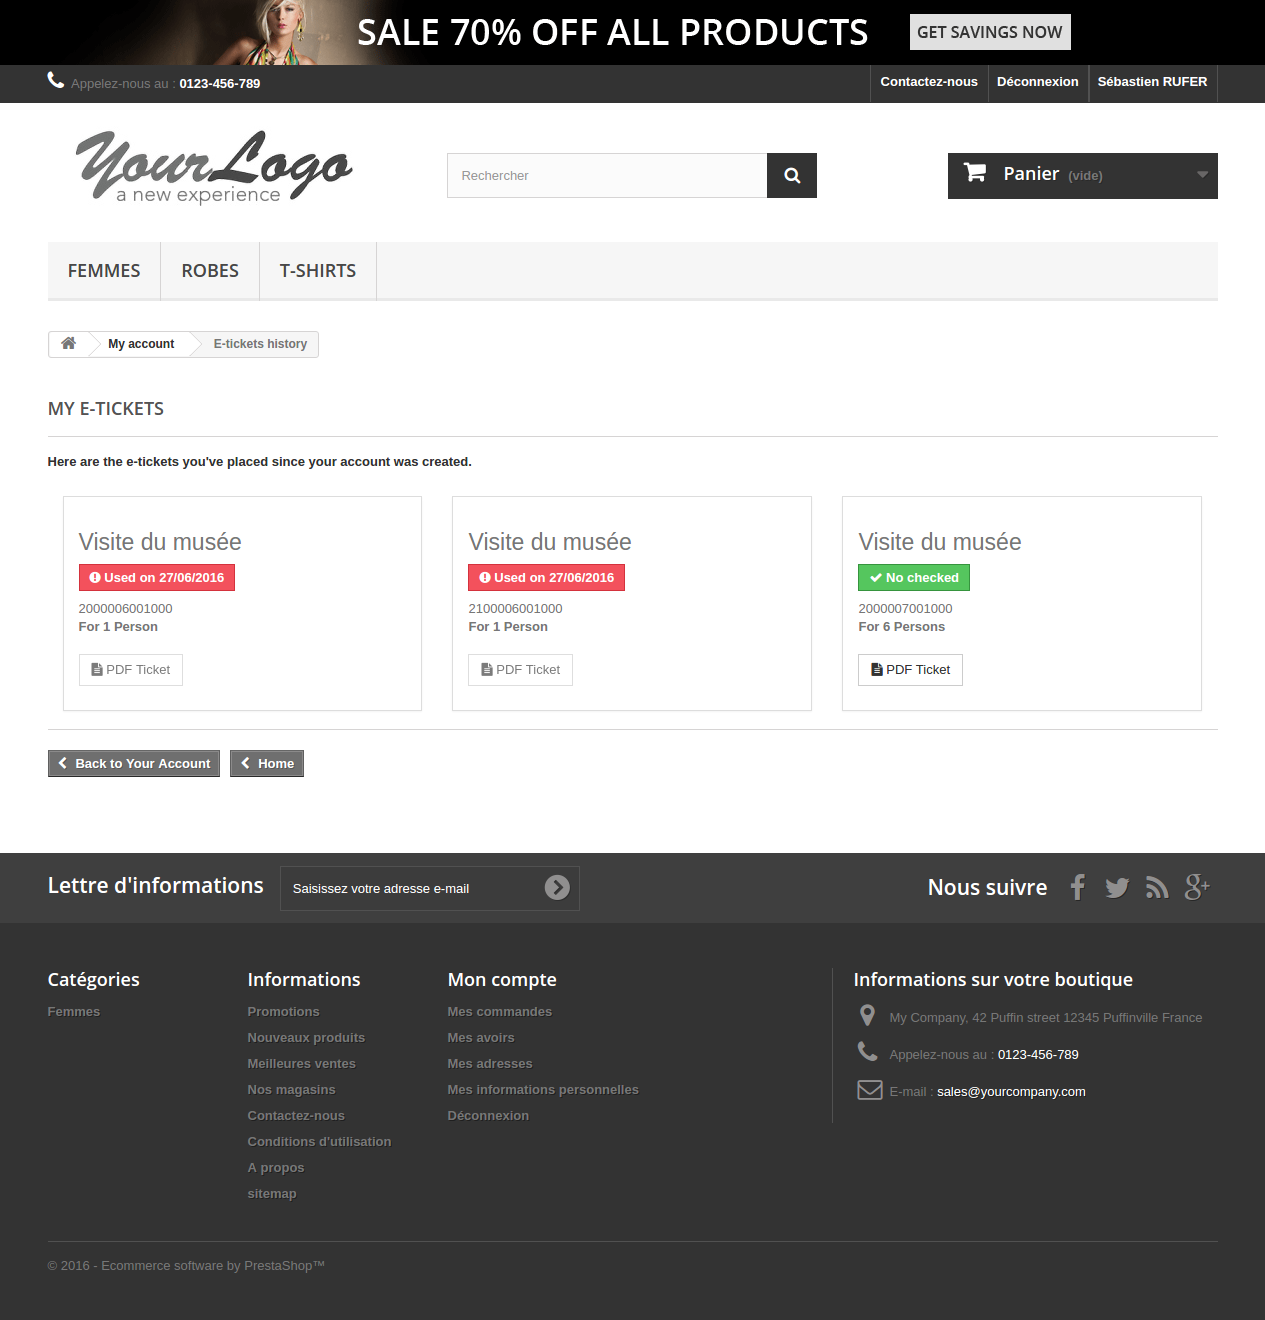 SALE 70% OFF ALL PRODUCTS
GET SAVINGS NOW
Appelez-nous au : 0123-456-789
Contactez-nous
Déconnexion
Sébastien RUFER
YourLogo
a new experience
Rechercher
Panier (vide)
FEMMES
ROBES
T-SHIRTS
My account
E-tickets history
MY E-TICKETS
Here are the e-tickets you've placed since your account was created.
Visite du musée
Used on 27/06/2016
2000006001000
For 1 Person
PDF Ticket
Visite du musée
Used on 27/06/2016
2100006001000
For 1 Person
PDF Ticket
Visite du musée
No checked
2000007001000
For 6 Persons
PDF Ticket
Back to Your Account
Home
Lettre d'informations
Saisissez votre adresse e-mail
Nous suivre
Catégories
Femmes
Informations
Promotions
Nouveaux produits
Meilleures ventes
Nos magasins
Contactez-nous
Conditions d'utilisation
A propos
sitemap
Mon compte
Mes commandes
Mes avoirs
Mes adresses
Mes informations personnelles
Déconnexion
Informations sur votre boutique
My Company, 42 Puffin street 12345 Puffinville France
Appelez-nous au : 0123-456-789
E-mail : sales@yourcompany.com
© 2016 - Ecommerce software by PrestaShop™